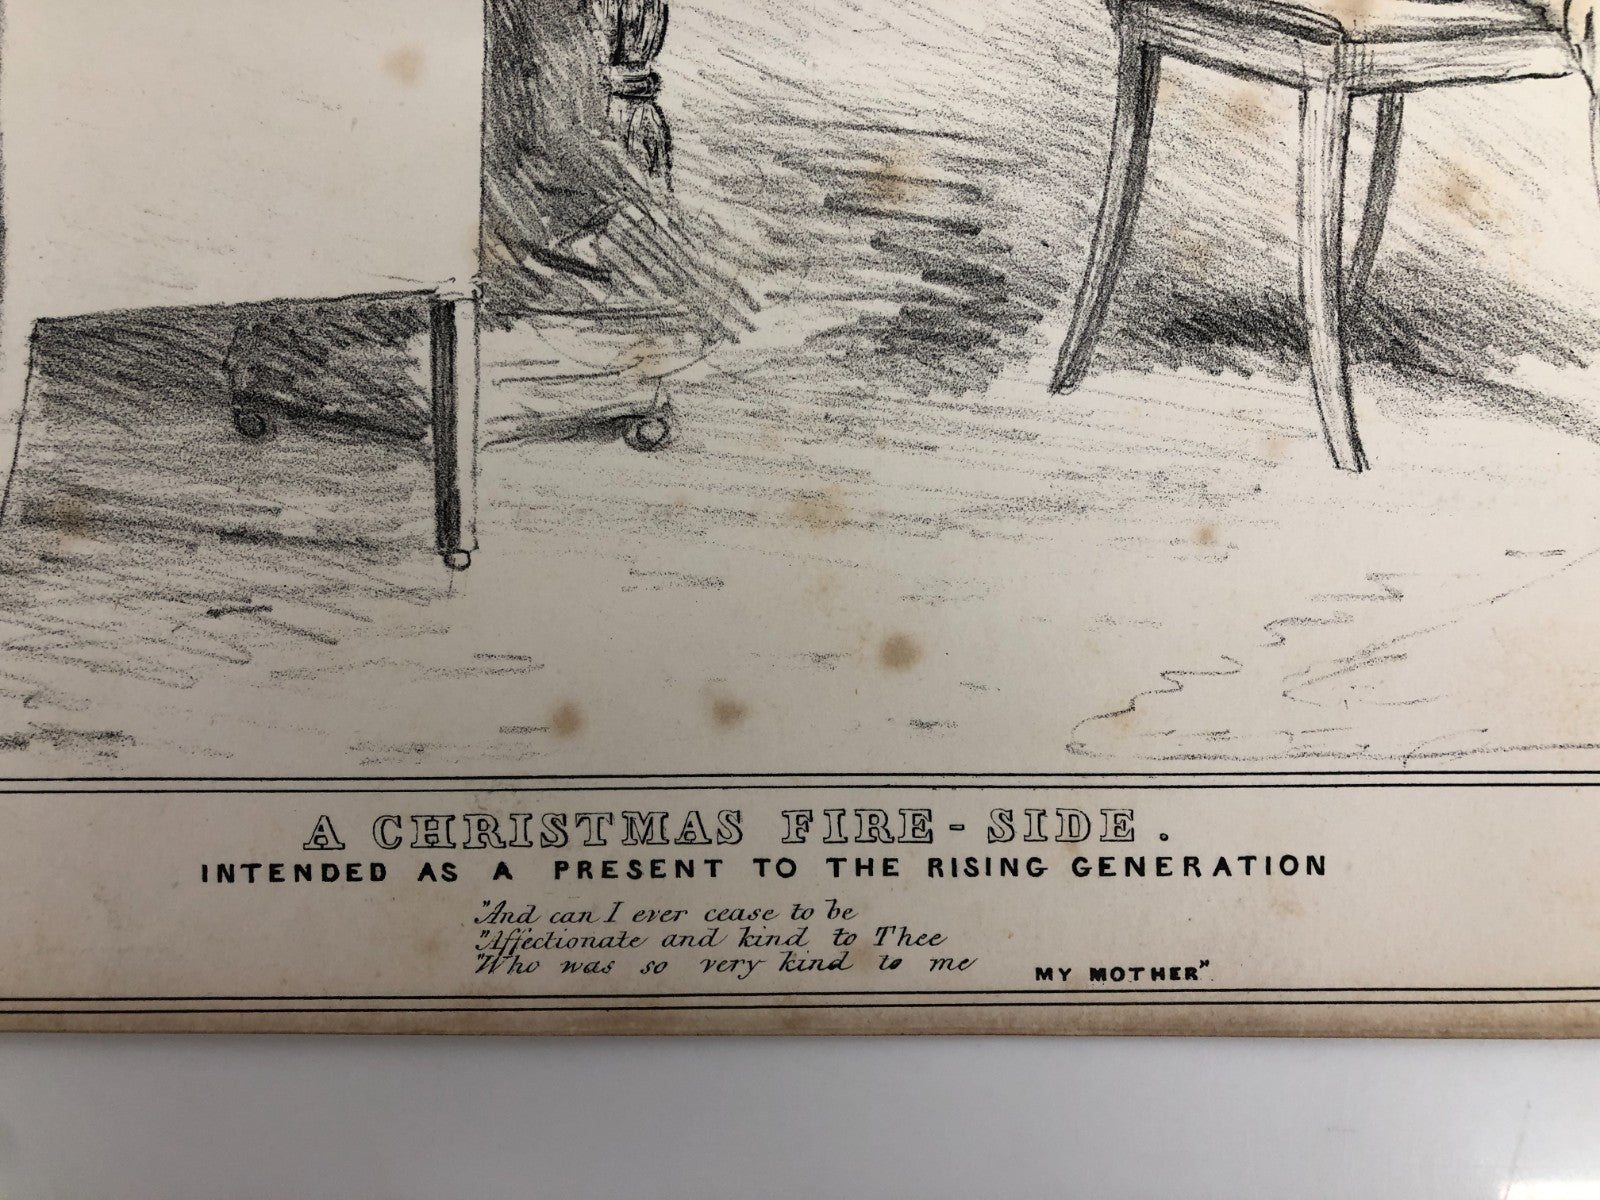 A CHRISTMAS FIRE-SIDE.
INTENDED AS A PRESENT TO THE RISING GENERATION
"And can I ever cease to be
"Affectionate and kind to Thee
"Who was so very kind to me MY MOTHER".